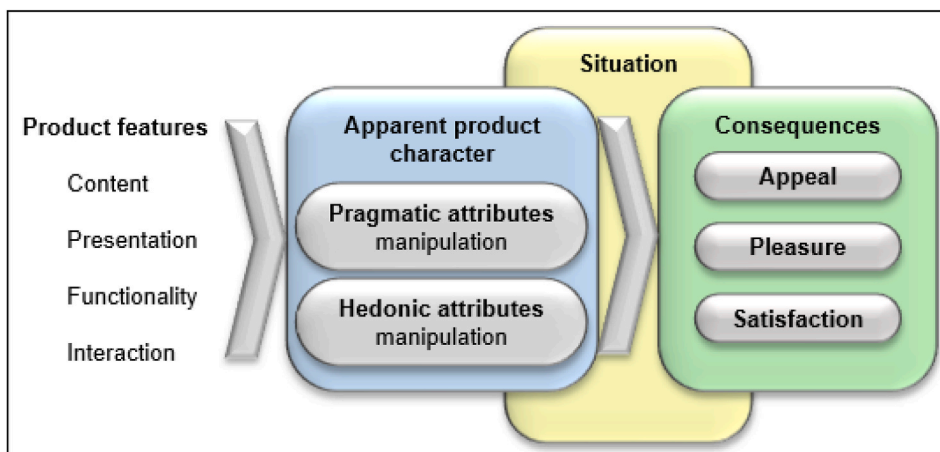 Product features
Content
Presentation
Functionality
Interaction
Apparent product
character
Pragmatic attributes
manipulation
Hedonic attributes
manipulation
Situation
Consequences
Appeal
Pleasure
Satisfaction